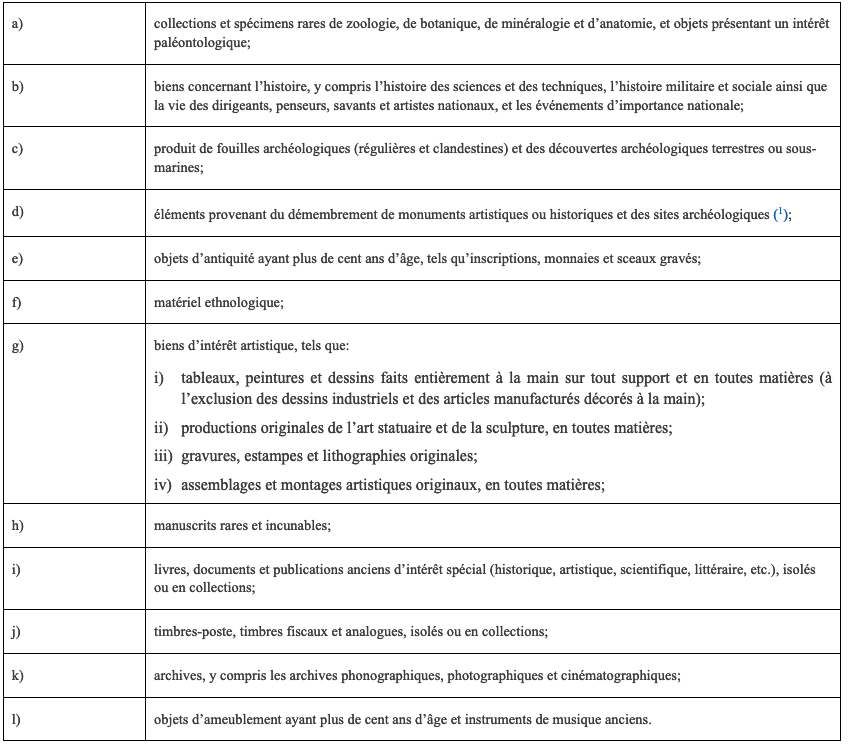 a) collections et spécimens rares de zoologie, de botanique, de minéralogie et d’anatomie, et objets présentant un intérêt
paléontologique;
b) biens concernant l’histoire, y compris l’histoire des sciences et des techniques, l’histoire militaire et sociale ainsi que
la vie des dirigeants, penseurs, savants et artistes nationaux, et les événements d’importance nationale;
c) produit de fouilles archéologiques (régulières et clandestines) et des découvertes archéologiques terrestres ou sous-
marines;
d) éléments provenant du démembrement de monuments artistiques ou historiques et des sites archéologiques (¹);
e) objets d’antiquité ayant plus de cent ans d’âge, tels qu’inscriptions, monnaies et sceaux gravés;
f) matériel ethnologique;
g) biens d’intérêt artistique, tels que:
i) tableaux, peintures et dessins faits entièrement à la main sur tout support et en toutes matières (à
l’exclusion des dessins industriels et des articles manufacturés décorés à la main);
ii) productions originales de l’art statuaire et de la sculpture, en toutes matières;
iii) gravures, estampes et lithographies originales;
iv) assemblages et montages artistiques originaux, en toutes matières;
h) manuscrits rares et incunables;
i) livres, documents et publications anciens d’intérêt spécial (historique, artistique, scientifique, littéraire, etc.), isolés
ou en collections;
j) timbres-poste, timbres fiscaux et analogues, isolés ou en collections;
k) archives, y compris les archives phonographiques, photographiques et cinématographiques;
l) objets d’ameublement ayant plus de cent ans d’âge et instruments de musique anciens.